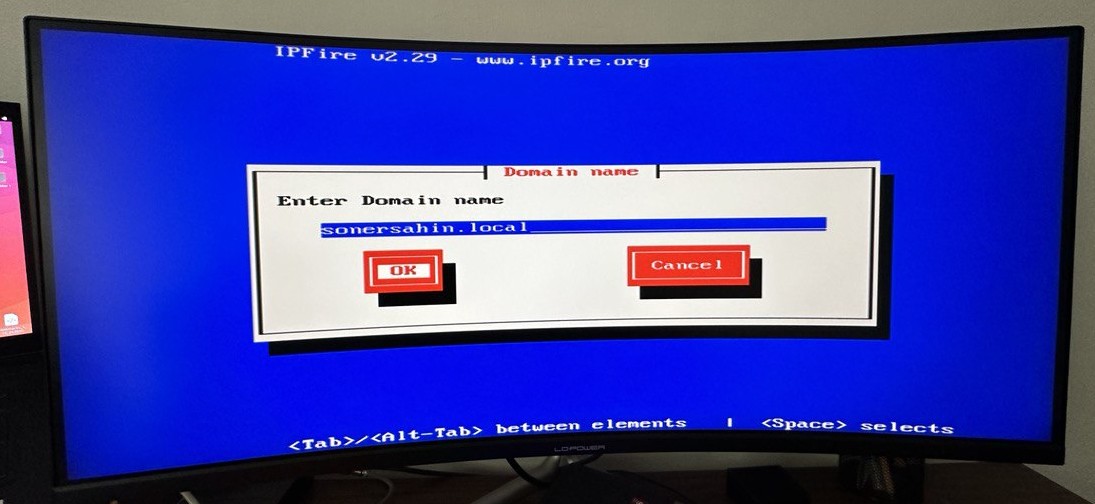 IPFire v2.29 - www.ipfire.org
Domain name
Enter Domain name
sonersahin.local
OK
Cancel
<Tab>/<Alt-Tab> between elements | <Space> selects
LDPOWER